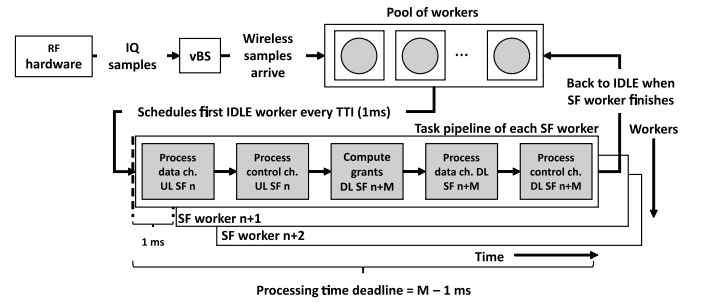 Pool of workers
RF
hardware
IQ
samples
vBS
Wireless
samples
arrive
...
Back to IDLE when
SF worker finishes
Schedules first IDLE worker every TTI (1ms)
Task pipeline of each SF worker
Workers
Process
data ch.
UL SF n
Process
control ch.
UL SF n
Compute
grants
DL SF n+M
Process
data ch. DL
SF n+M
Process
control ch.
DL SF n+M
SF worker n+1
1 ms
SF worker n+2
Time
Processing time deadline = M – 1 ms